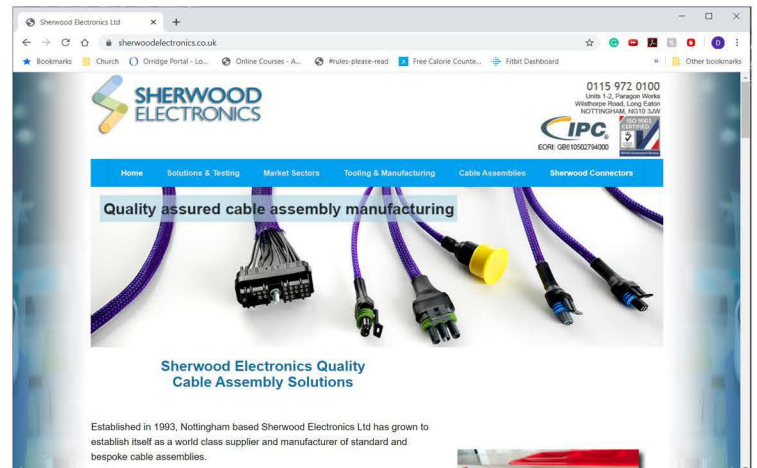 Sherwood Electronics Ltd
sherwoodelectronics.co.uk
D
Bookmarks Church Orridge Portal - Lo... Online Courses - A... #rules-please-read Free Calorie Counte... Fitbit Dashboard » Other bookmarks
SHERWOOD
ELECTRONICS
0115 972 0100
Units 1-2, Paragon Works
Wilsthorpe Road, Long Eaton
NOTTINGHAM, NG10 3JW
IPC
ISO 9001
CERTIFIED
EORI: GB610502794000
Home Solutions & Testing Market Sectors Tooling & Manufacturing Cable Assemblies Sherwood Connectors
Quality assured cable assembly manufacturing
Sherwood Electronics Quality
Cable Assembly Solutions
Established in 1993, Nottingham based Sherwood Electronics Ltd has grown to
establish itself as a world class supplier and manufacturer of standard and
bespoke cable assemblies.